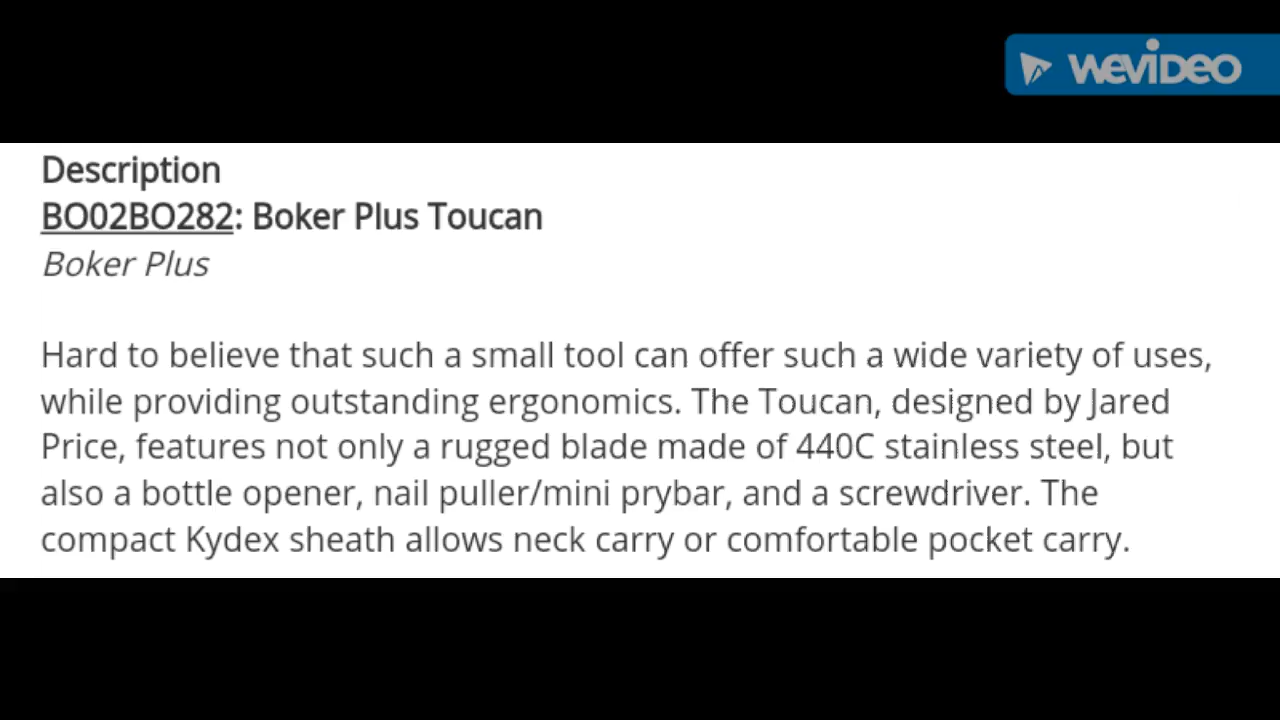 WEVIDEO
Description
BO02BO282: Boker Plus Toucan
Boker Plus
Hard to believe that such a small tool can offer such a wide variety of uses,
while providing outstanding ergonomics. The Toucan, designed by Jared
Price, features not only a rugged blade made of 440C stainless steel, but
also a bottle opener, nail puller/mini prybar, and a screwdriver. The
compact Kydex sheath allows neck carry or comfortable pocket carry.